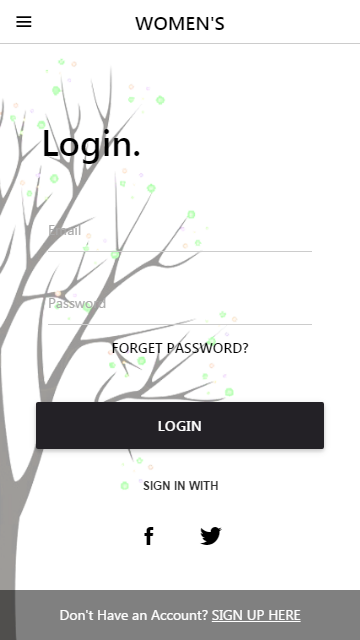 WOMEN'S
Login.
Email
Password
FORGET PASSWORD?
LOGIN
SIGN IN WITH
Don't Have an Account? SIGN UP HERE